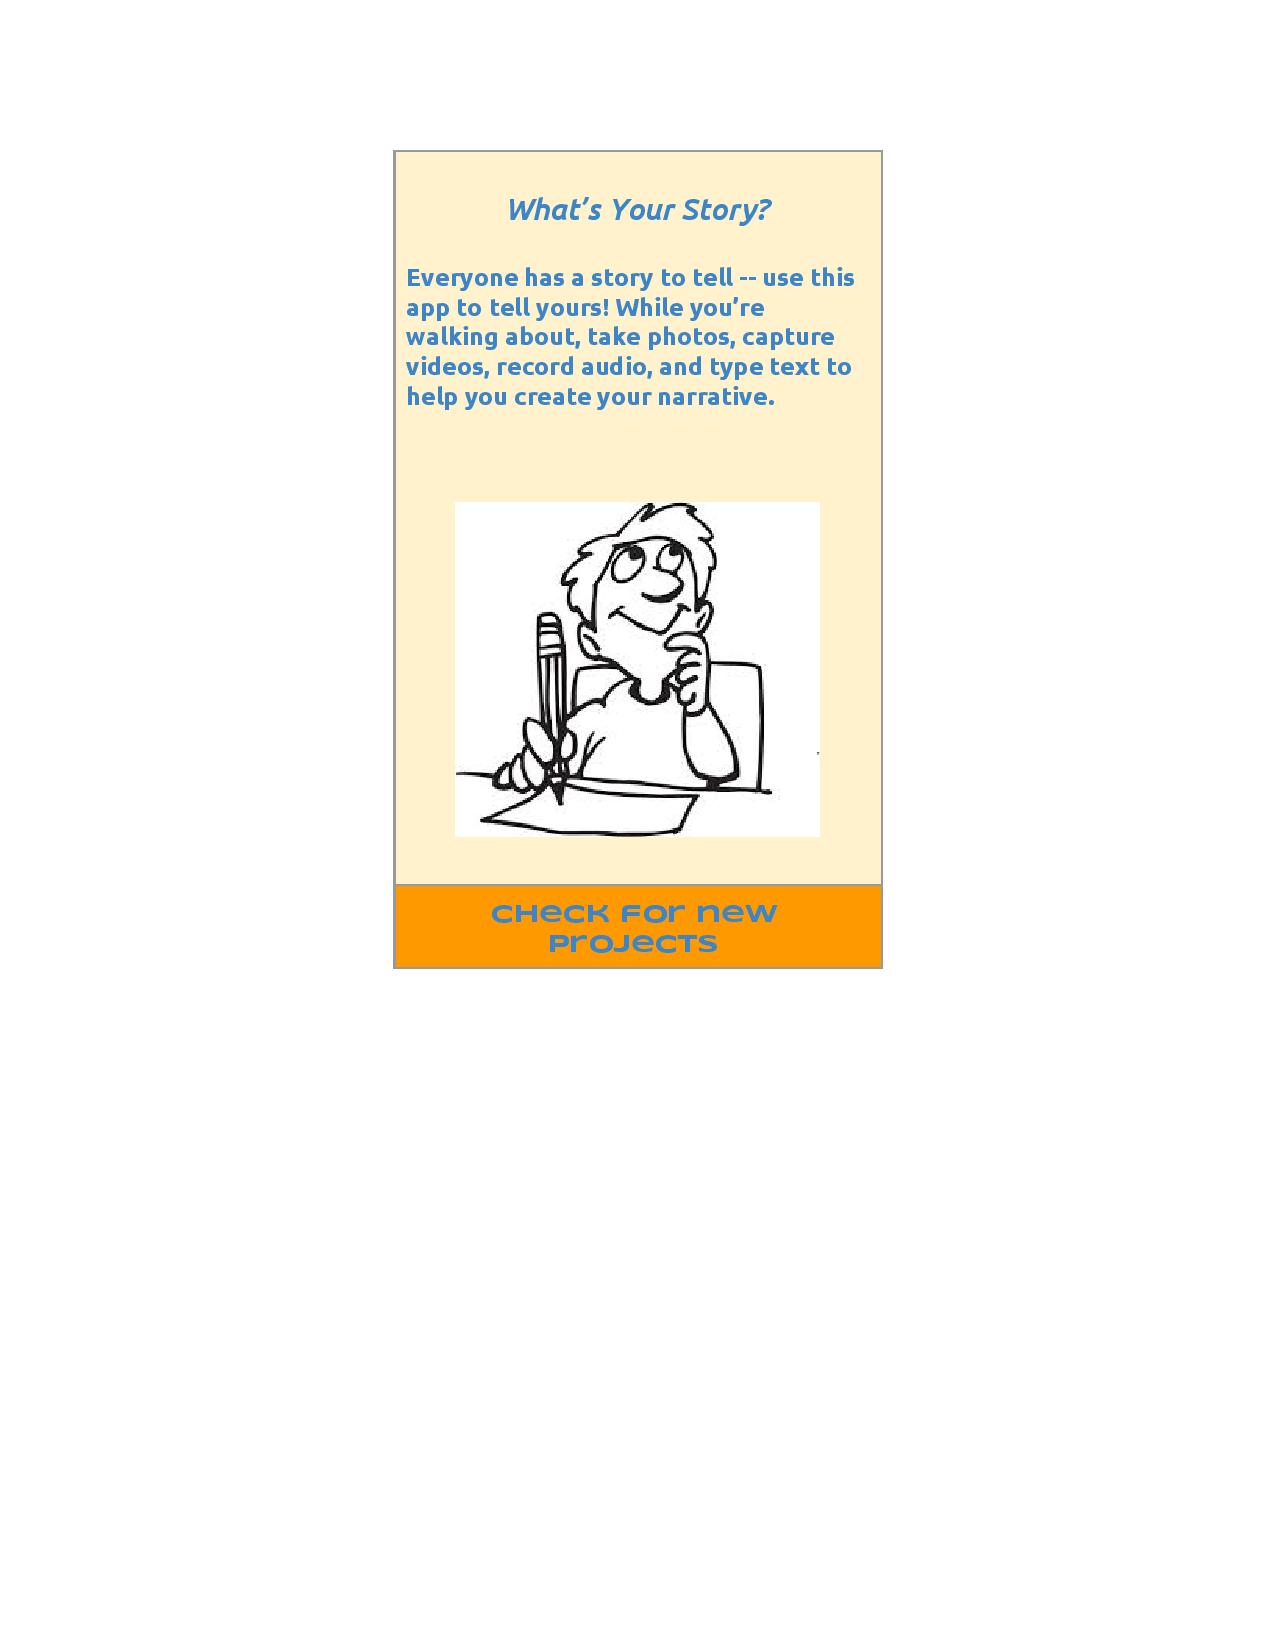 What’s Your Story?
Everyone has a story to tell -- use this
app to tell yours! While you’re
walking about, take photos, capture
videos, record audio, and type text to
help you create your narrative.
Check for new
Projects